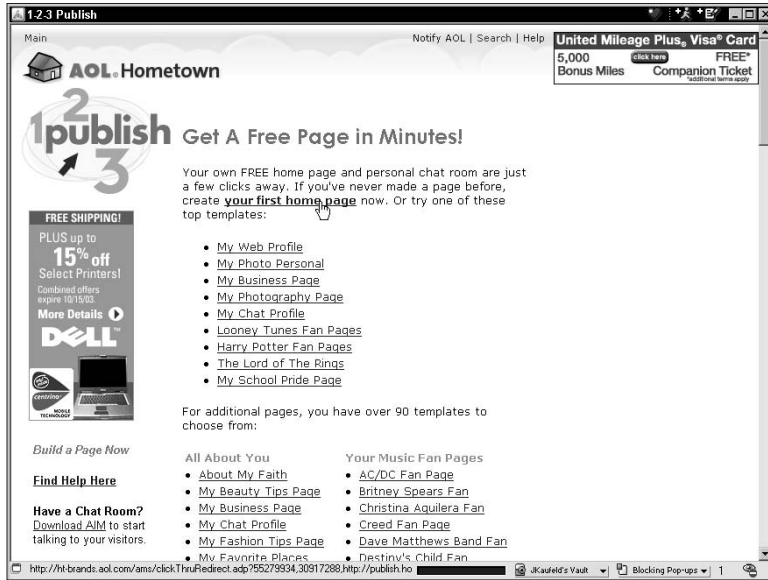 1-2-3 Publish
Main
Notify AOL | Search | Help
United Mileage Plus® Visa® Card
5,000 Bonus Miles
click here
FREE* Companion Ticket
*additional terms apply
AOL Hometown
1 2 3 publish
Get A Free Page in Minutes!
Your own FREE home page and personal chat room are just
a few clicks away. If you've never made a page before,
create your first home page now. Or try one of these
top templates:
• My Web Profile
• My Photo Personal
• My Business Page
• My Photography Page
• My Chat Profile
• Looney Tunes Fan Pages
• Harry Potter Fan Pages
• The Lord of The Rings
• My School Pride Page
For additional pages, you have over 90 templates to
choose from:
All About You
• About My Faith
• My Beauty Tips Page
• My Business Page
• My Chat Profile
• My Fashion Tips Page
• My Favorite Places
Your Music Fan Pages
• AC/DC Fan Page
• Britney Spears Fan
• Christina Aquilera Fan
• Creed Fan Page
• Dave Matthews Band Fan
• Destiny's Child Fan
FREE SHIPPING!
PLUS up to
15% off
Select Printers!
Combined offers
expire 10/15/03.
More Details
DELL™
centrino
MOBILE
TECHNOLOGY
Build a Page Now
Find Help Here
Have a Chat Room?
Download AIM to start
talking to your visitors.
http://ht-brands.aol.com/ams/clickThruRedirect.adp?55279934,30917288,http://publish.ho
JKaufeld's Vault
Blocking Pop-ups
1